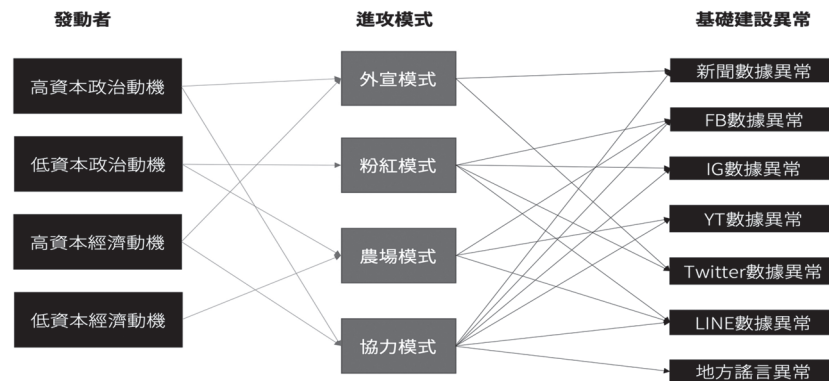 發動者
進攻模式
基礎建設異常
高資本政治動機
低資本政治動機
高資本經濟動機
低資本經濟動機
外宣模式
粉紅模式
農場模式
協力模式
新聞數據異常
FB數據異常
IG數據異常
YT數據異常
Twitter數據異常
LINE數據異常
地方謠言異常